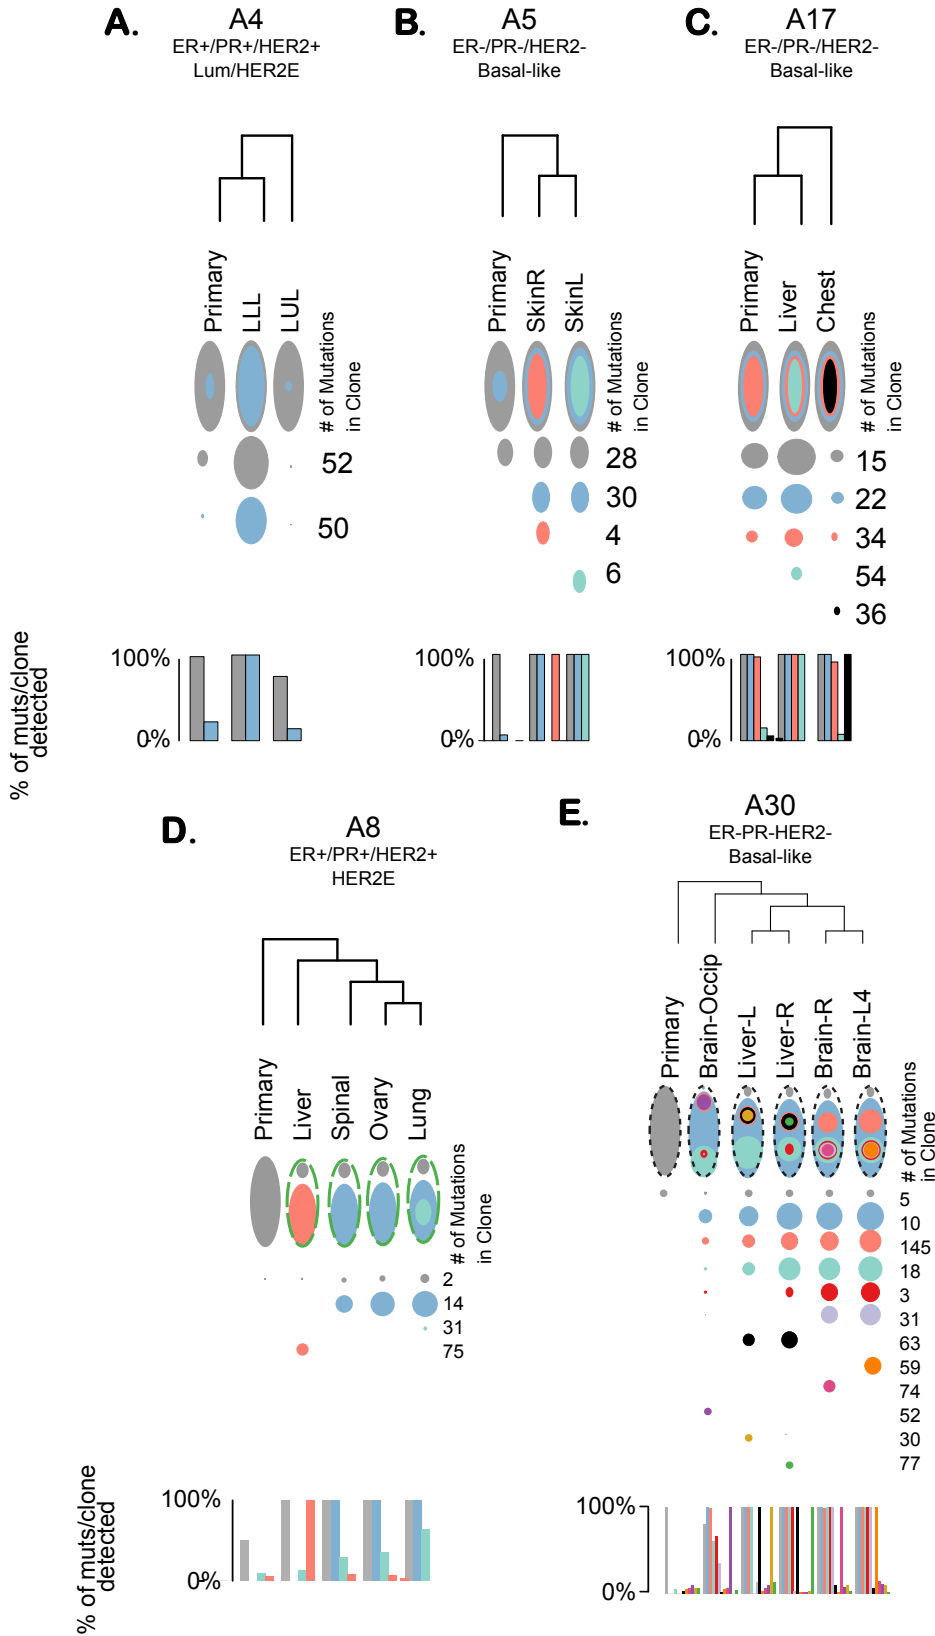 A.
A4
ER+/PR+/HER2+
Lum/HER2E
Primary
LLL
LUL
# of Mutations
in Clone
52
50
% of muts/clone
detected
100%
0%
B.
A5
ER-/PR-/HER2-
Basal-like
Primary
SkinR
SkinL
# of Mutations
in Clone
28
30
4
6
100%
0%
C.
A17
ER-/PR-/HER2-
Basal-like
Primary
Liver
Chest
# of Mutations
in Clone
15
22
34
54
36
100%
0%
D.
A8
ER+/PR+/HER2+
HER2E
Primary
Liver
Spinal
Ovary
Lung
# of Mutations
in Clone
2
14
31
75
% of muts/clone
detected
100%
0%
E.
A30
ER-PR-HER2-
Basal-like
Primary
Brain-Occip
Liver-L
Liver-R
Brain-R
Brain-L4
# of Mutations
in Clone
5
10
145
18
3
31
63
59
74
52
30
77
100%
0%